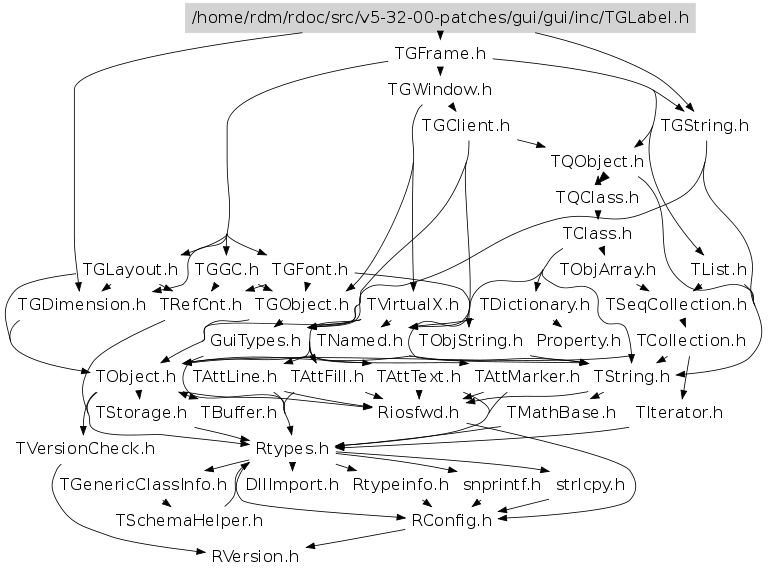 /home/rdm/rdoc/src/v5-32-00-patches/gui/gui/inc/TGLabel.h
TGFrame.h
TGWindow.h
TGClient.h
TGString.h
TQObject.h
TQClass.h
TClass.h
TGLayout.h
TGGC.h
TGFont.h
TObjArray.h
TList.h
TGDimension.h
TRefCnt.h
TGObject.h
TVirtualX.h
TDictionary.h
TSeqCollection.h
GuiTypes.h
TNamed.h
TObjString.h
Property.h
TCollection.h
TObject.h
TAttLine.h
TAttFill.h
TAttText.h
TAttMarker.h
TString.h
TStorage.h
TBuffer.h
Riosfwd.h
TMathBase.h
TIterator.h
TVersionCheck.h
Rtypes.h
TGenericClassInfo.h
DllImport.h
Rtypeinfo.h
snprintf.h
strlcpy.h
TSchemaHelper.h
RConfig.h
RVersion.h